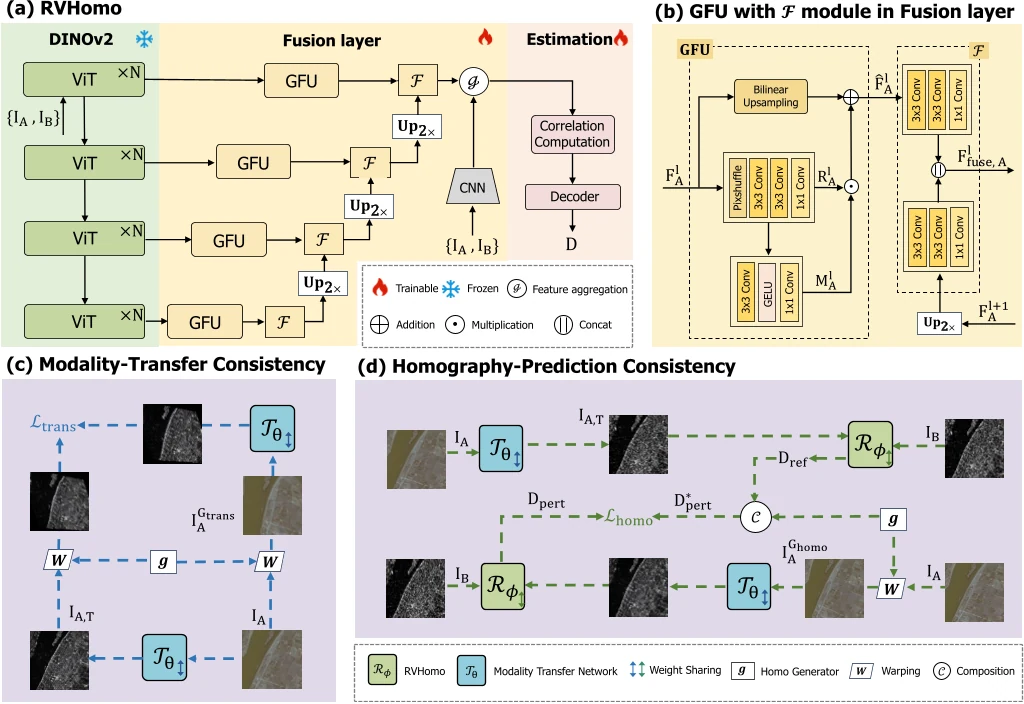 (a) RVHomo
DINOv2
Fusion layer
Estimation
ViT ×N
GFU
ℱ
𝒢
{I_A , I_B}
Up_2×
Correlation
Computation
ViT ×N
GFU
ℱ
CNN
Decoder
Up_2×
ViT ×N
GFU
ℱ
{I_A , I_B}
D
Up_2×
ViT ×N
GFU
ℱ
Trainable
Frozen
𝒢 Feature aggregation
Addition
Multiplication
Concat
(b) GFU with ℱ module in Fusion layer
GFU
ℱ
Bilinear
Upsampling
F̂_A^l
3x3 Conv
3x3 Conv
1x1 Conv
F_A^l
Pixshuffle
3x3 Conv
3x3 Conv
1x1 Conv
R_A^l
F_fuse, A^l
3x3 Conv
GELU
1x1 Conv
M_A^l
3x3 Conv
3x3 Conv
1x1 Conv
Up_2×
F_A^l+1
(c) Modality-Transfer Consistency
ℒ_trans
𝒯_θ
I_A^G_trans
W
g
W
I_A,T
I_A
𝒯_θ
(d) Homography-Prediction Consistency
I_A
𝒯_θ
I_A,T
ℛ_ϕ
I_B
D_ref
D_pert
ℒ_homo
D*_pert
𝒞
g
I_B
ℛ_ϕ
𝒯_θ
I_A^G_homo
W
I_A
ℛ_ϕ RVHomo
𝒯_θ Modality Transfer Network
Weight Sharing
g Homo Generator
W Warping
𝒞 Composition